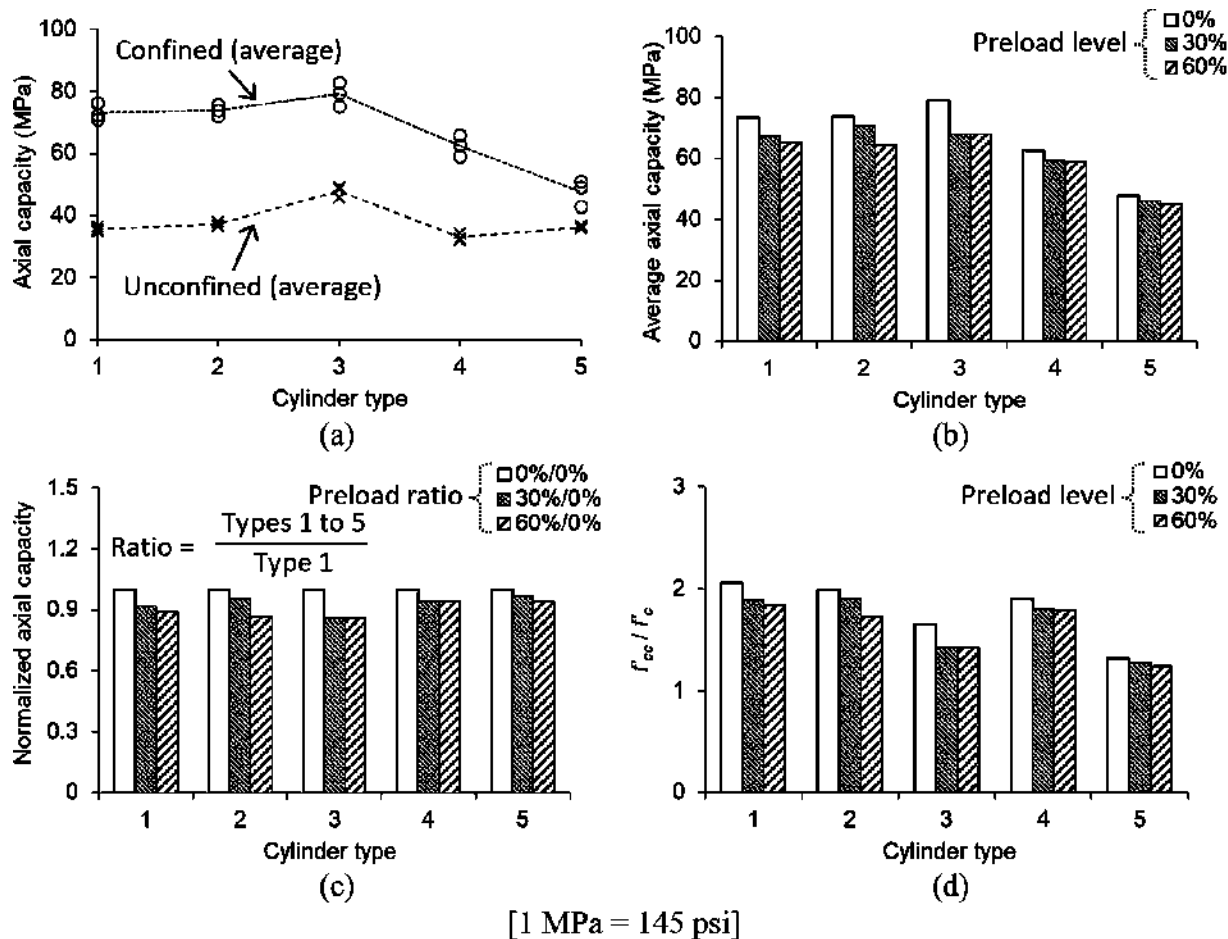 100
80
60
40
20
0
Axial capacity (MPa)
Confined (average)
Unconfined (average)
1 2 3 4 5
Cylinder type
(a)
Preload level
0%
30%
60%
100
80
60
40
20
0
Average axial capacity (MPa)
1 2 3 4 5
Cylinder type
(b)
Preload ratio
0%/0%
30%/0%
60%/0%
Ratio = Types 1 to 5 / Type 1
1.5
1.2
0.9
0.6
0.3
0
Normalized axial capacity
1 2 3 4 5
Cylinder type
(c)
Preload level
0%
30%
60%
3
2
1
0
f'cc / f'c
1 2 3 4 5
Cylinder type
(d)
[1 MPa = 145 psi]